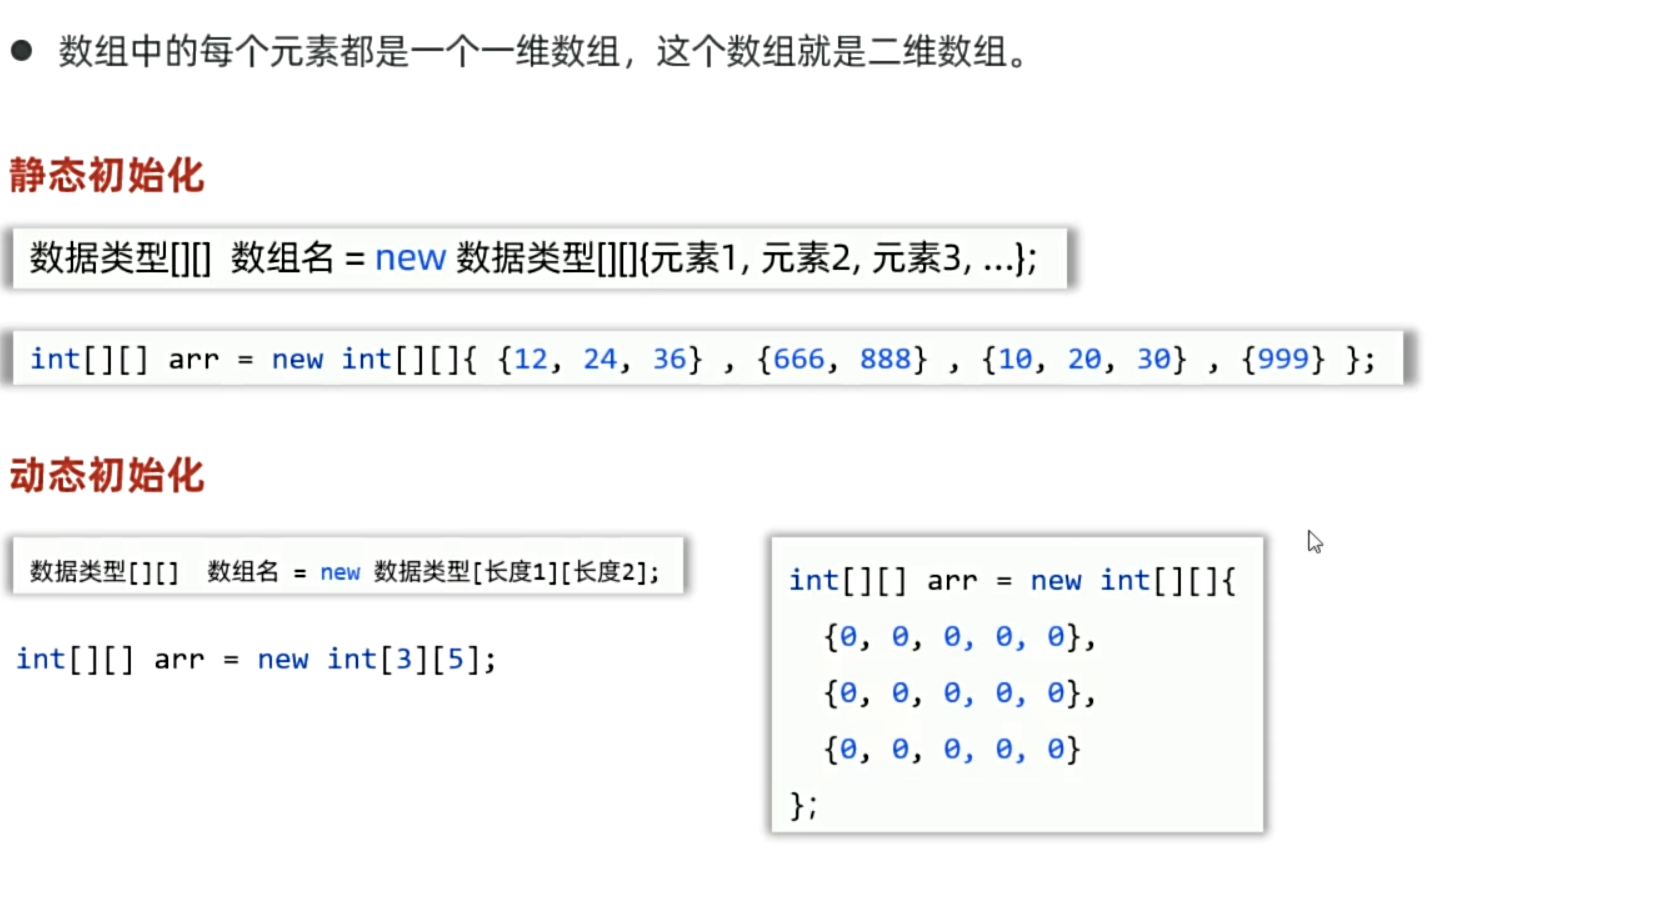 ● 数组中的每个元素都是一个一维数组，这个数组就是二维数组。
静态初始化
数据类型[][] 数组名 = new 数据类型[][]{元素1, 元素2, 元素3, ...};
int[][] arr = new int[][]{ {12, 24, 36} , {666, 888} , {10, 20, 30} , {999} };
动态初始化
数据类型[][] 数组名 = new 数据类型[长度1][长度2];
int[][] arr = new int[3][5];
int[][] arr = new int[][]{
{0, 0, 0, 0, 0},
{0, 0, 0, 0, 0},
{0, 0, 0, 0, 0}
};